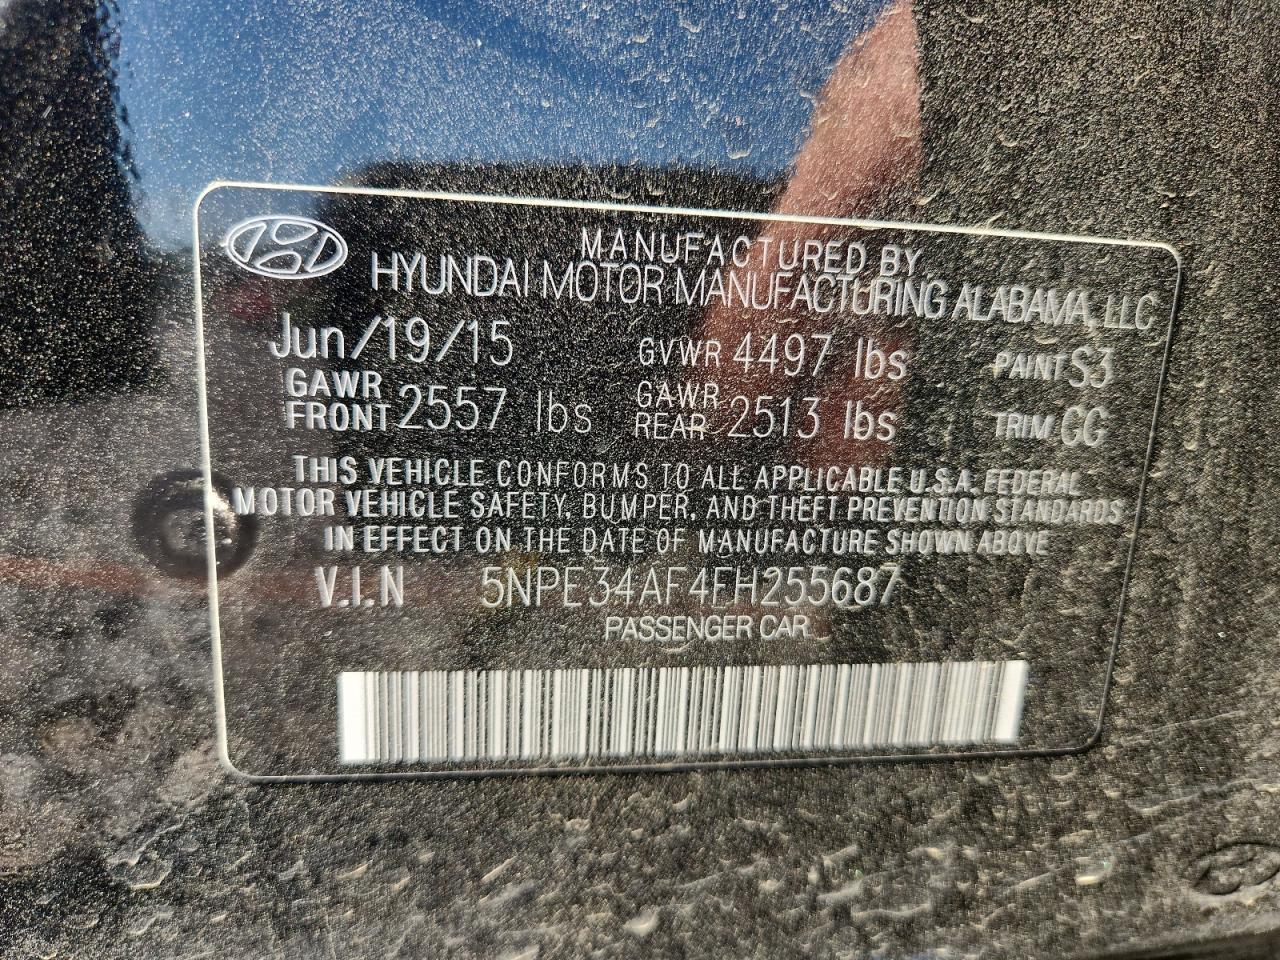 MANUFACTURED BY
HYUNDAI MOTOR MANUFACTURING ALABAMA, LLC
Jun/19/15 GVWR 4497 lbs PAINT S3
GAWR FRONT 2557 lbs GAWR REAR 2513 lbs TRIM GG
THIS VEHICLE CONFORMS TO ALL APPLICABLE U.S.A. FEDERAL
MOTOR VEHICLE SAFETY, BUMPER, AND THEFT PREVENTION STANDARDS
IN EFFECT ON THE DATE OF MANUFACTURE SHOWN ABOVE
V.I.N 5NPE34AF4FH255687
PASSENGER CAR